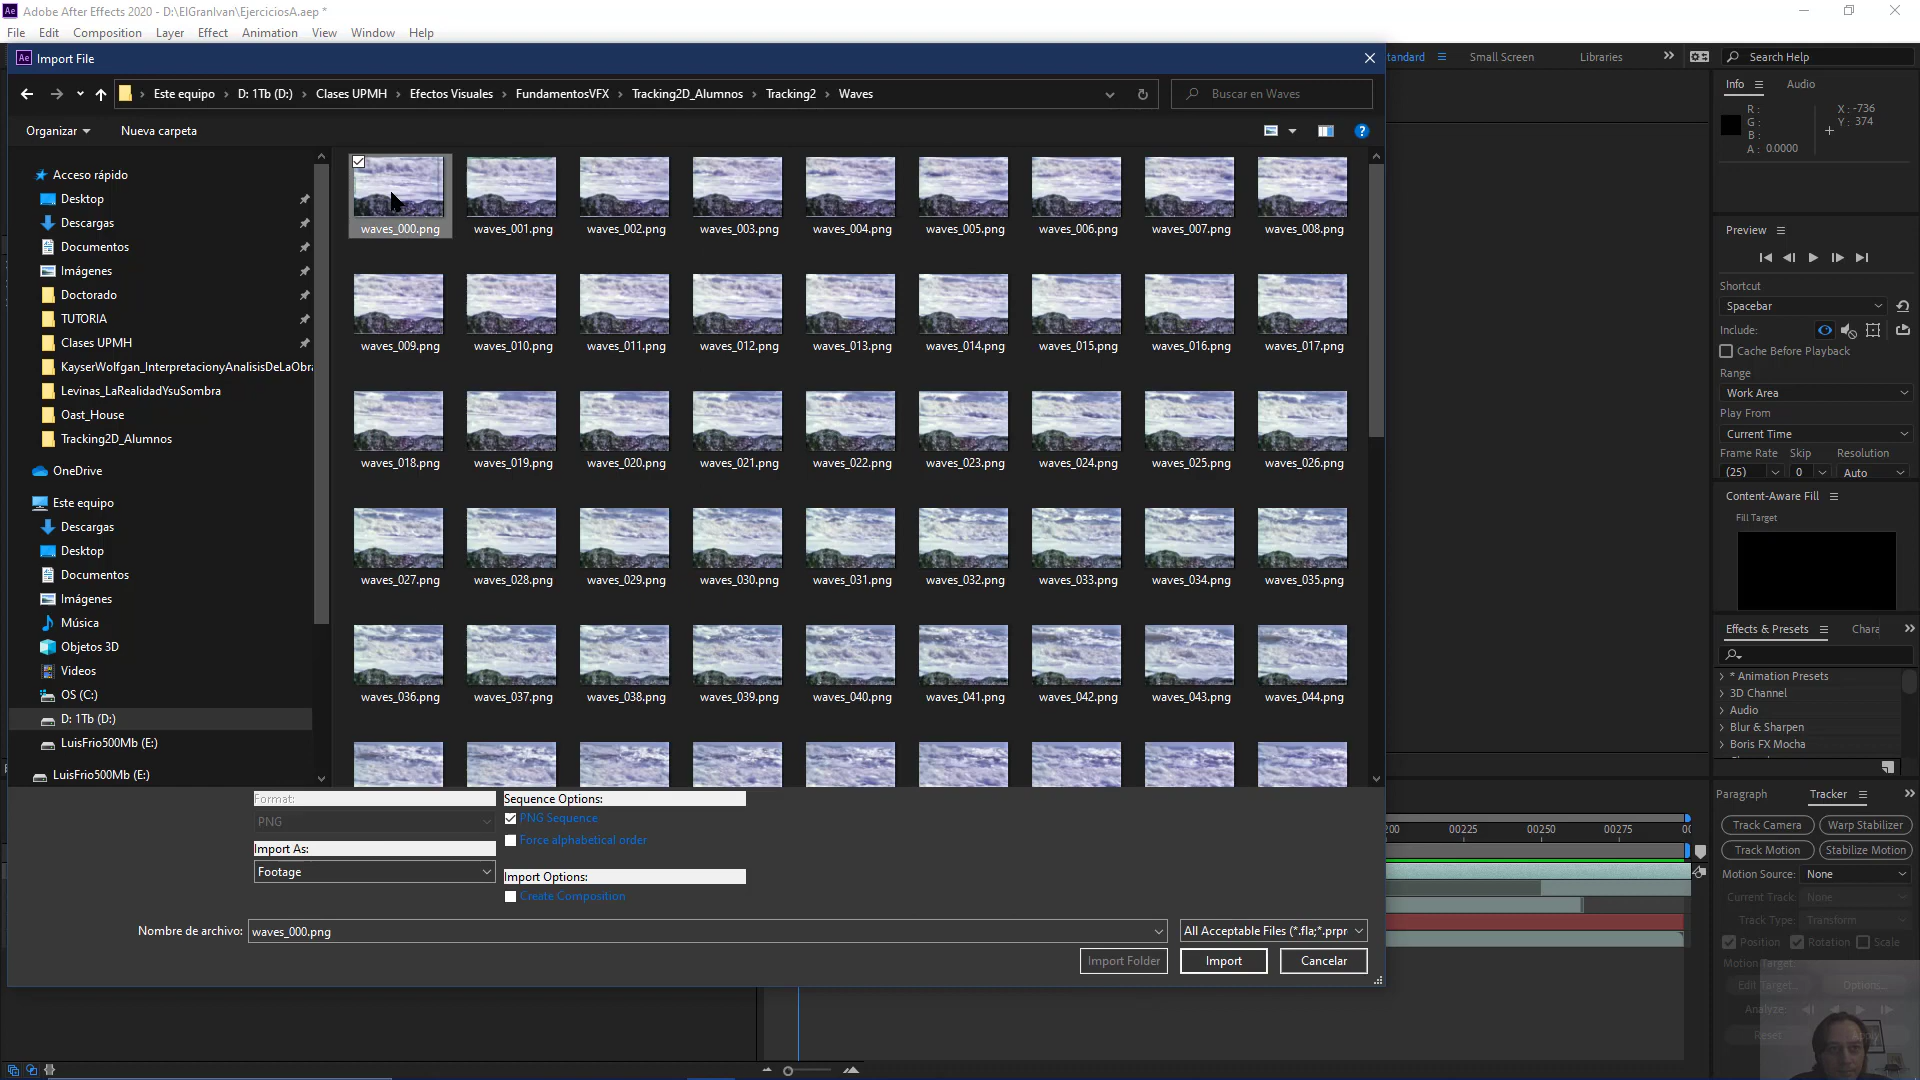 Adobe After Effects 2020 - D:\ElGranIvan\EjerciciosA.aep *
File Edit Composition Layer Effect Animation View Window Help
Import File
Este equipo › D: 1Tb (D:) › Clases UPMH › Efectos Visuales › FundamentosVFX › Tracking2D_Alumnos › Tracking2 › Waves
Buscar en Waves
Organizar
Nueva carpeta
Acceso rápido
Desktop
Descargas
Documentos
Imágenes
Doctorado
TUTORIA
Clases UPMH
KayserWolfgan_InterpretacionyAnalisisDeLaObra
Levinas_LaRealidadYsuSombra
Oast_House
Tracking2D_Alumnos
OneDrive
Este equipo
Descargas
Desktop
Documentos
Imágenes
Música
Objetos 3D
Videos
OS (C:)
D: 1Tb (D:)
LuisFrio500Mb (E:)
LuisFrio500Mb (E:)
waves_000.png waves_001.png waves_002.png waves_003.png waves_004.png waves_005.png waves_006.png waves_007.png waves_008.png
waves_009.png waves_010.png waves_011.png waves_012.png waves_013.png waves_014.png waves_015.png waves_016.png waves_017.png
waves_018.png waves_019.png waves_020.png waves_021.png waves_022.png waves_023.png waves_024.png waves_025.png waves_026.png
waves_027.png waves_028.png waves_029.png waves_030.png waves_031.png waves_032.png waves_033.png waves_034.png waves_035.png
waves_036.png waves_037.png waves_038.png waves_039.png waves_040.png waves_041.png waves_042.png waves_043.png waves_044.png
Format:
PNG
Import As:
Footage
Sequence Options:
PNG Sequence
Force alphabetical order
Import Options:
Create Composition
Nombre de archivo: waves_000.png
All Acceptable Files (*.fla;*.prpr
Import Folder
Import
Cancelar
tandard
Small Screen
Libraries
Search Help
Info
Audio
R :
G :
B :
A : 0.0000
X : -736
Y : 374
Preview
Shortcut
Spacebar
Include:
Cache Before Playback
Range
Work Area
Play From
Current Time
Frame Rate Skip Resolution
(25) 0 Auto
Content-Aware Fill
Fill Target
Effects & Presets
Chara
* Animation Presets
3D Channel
Audio
Blur & Sharpen
Boris FX Mocha
Paragraph
Tracker
Track Camera
Warp Stabilizer
Track Motion
Stabilize Motion
Motion Source: None
Current Track: None
Track Type: Transform
Position Rotation Scale
Motion Target:
Edit Target...
Options...
Analyze:
Reset
200 00225 00250 00275 00